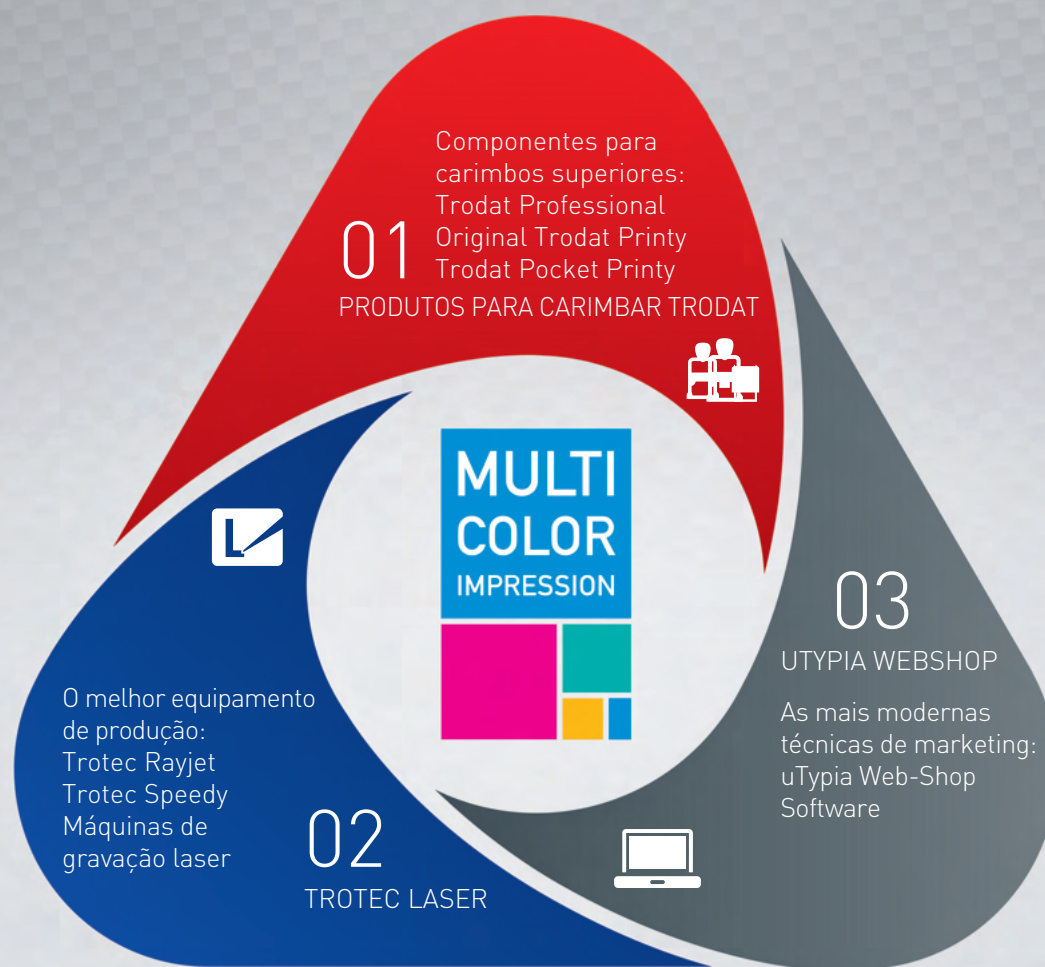 Componentes para
carimbos superiores:
Trodat Professional
Original Trodat Printy
Trodat Pocket Printy
01
PRODUTOS PARA CARIMBAR TRODAT
MULTI
COLOR
IMPRESSION
L
O melhor equipamento
de produção:
Trotec Rayjet
Trotec Speedy
Máquinas de
gravação laser
02
TROTEC LASER
03
UTYPIA WEBSHOP
As mais modernas
técnicas de marketing:
uTypia Web-Shop
Software